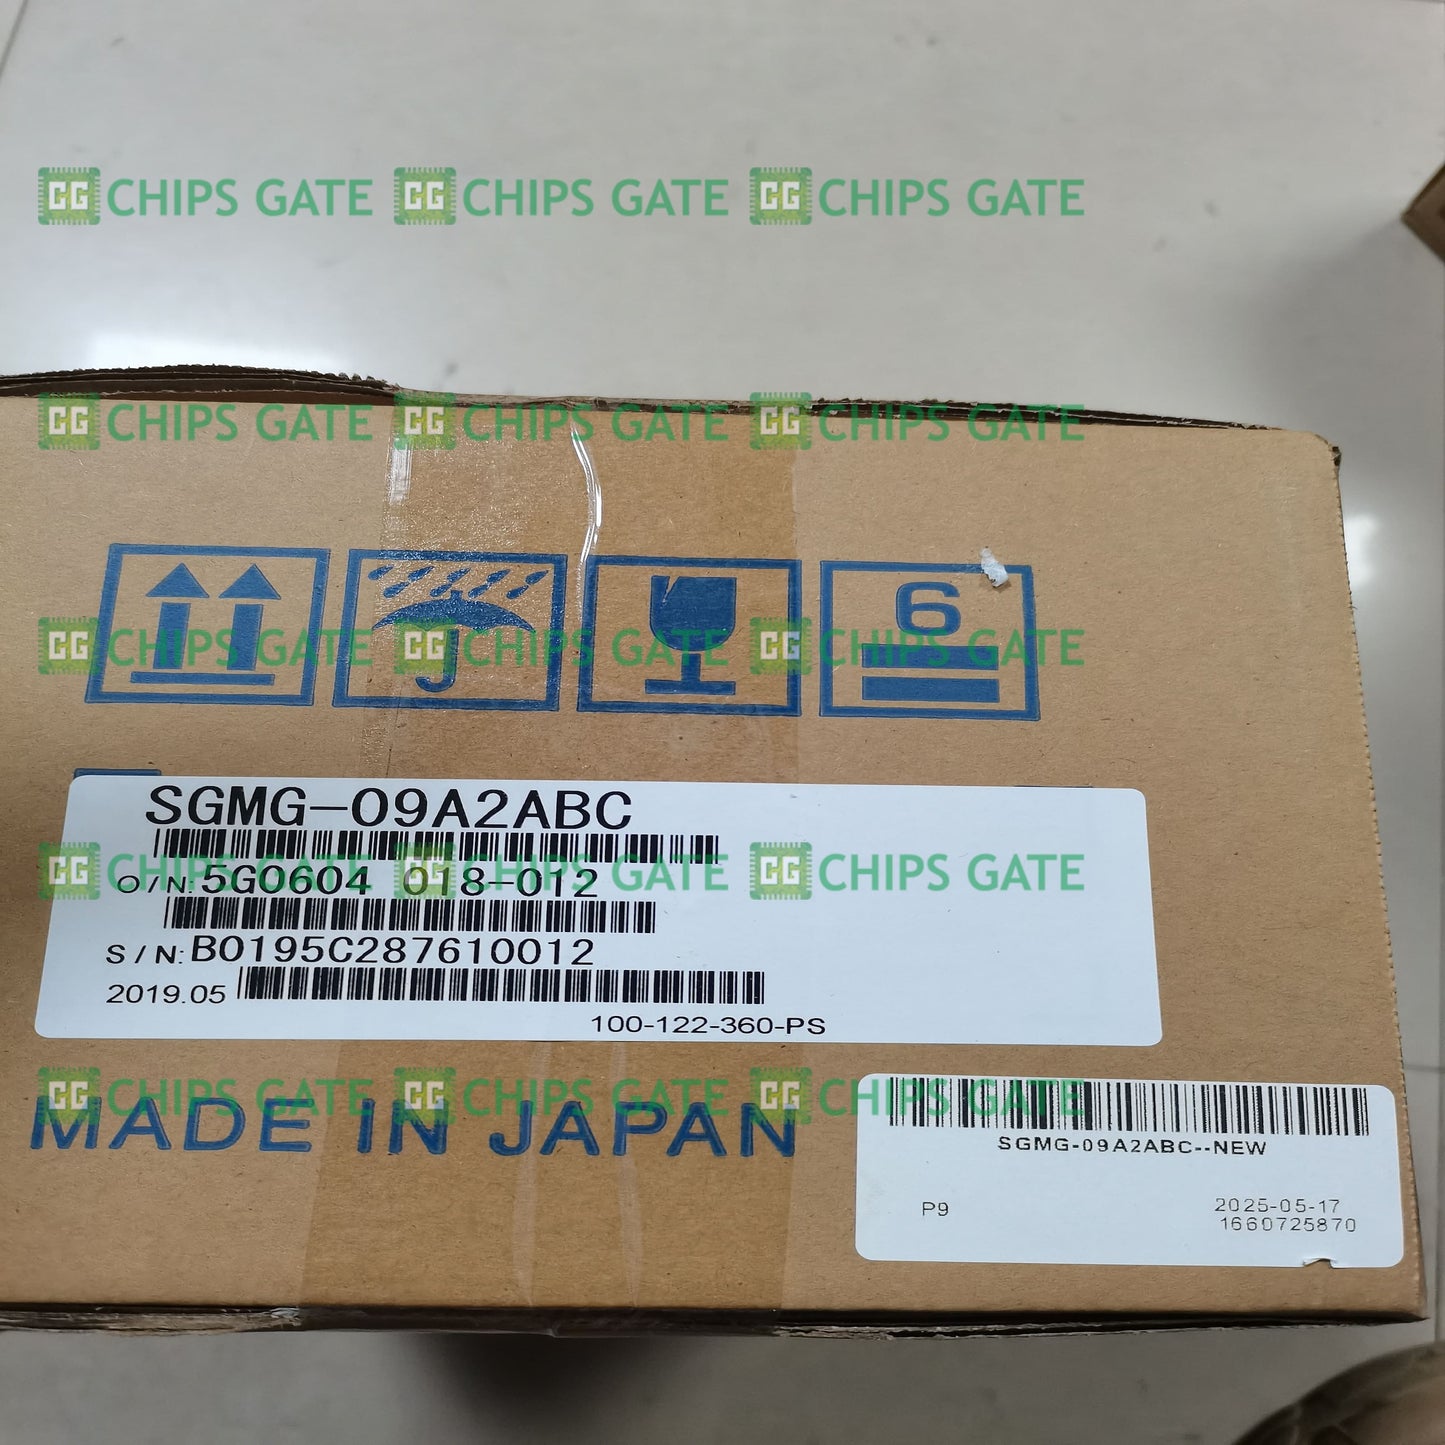 CG CHIPS GATE CG CHIPS GATE CG CHIPS GATE
CG CHIPS GATE CG CHIPS GATE CG CHIPS GATE
6
CG CHIPS GATE CG CHIPS GATE CG CHIPS GATE
SGMG-09A2ABC
CG CHIPS GATE CG CHIPS GATE CG CHIPS GATE
O/N: 5G0604 018-012
S/N: B0195C287610012
2019.05
100-122-360-PS
CG CHIPS GATE CG CHIPS GATE CG CHIPS GATE
MADE IN JAPAN
SGMG-09A2ABC--NEW
P9 2025-05-17
1660725870